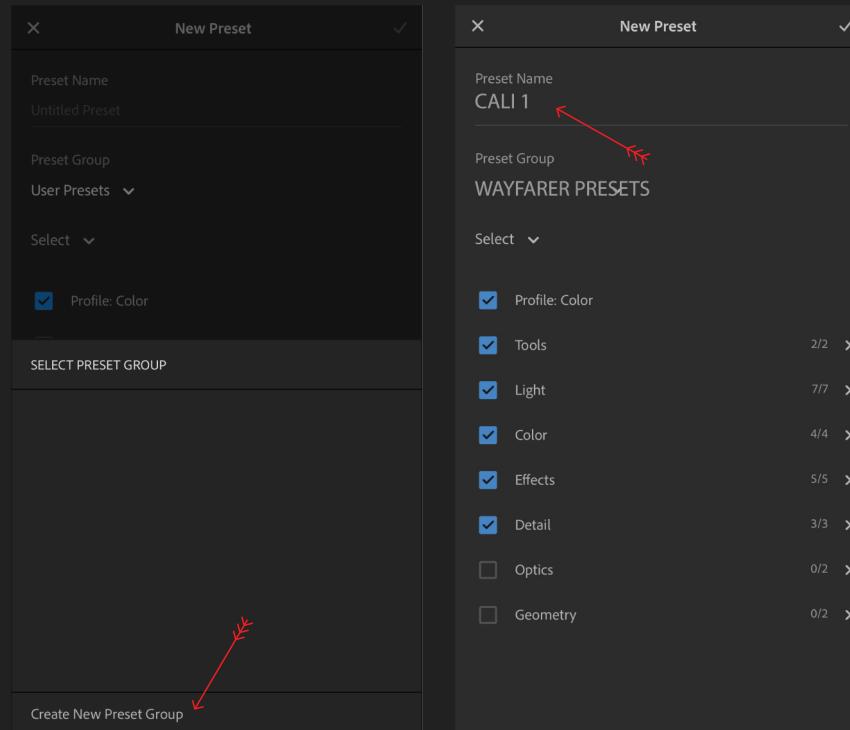 New Preset
Preset Name
Untitled Preset
Preset Group
User Presets
Select
Profile: Color
SELECT PRESET GROUP
Create New Preset Group
New Preset
Preset Name
CALI 1
Preset Group
WAYFARER PRESETS
Select
Profile: Color
Tools 2/2
Light 7/7
Color 4/4
Effects 5/5
Detail 3/3
Optics 0/2
Geometry 0/2